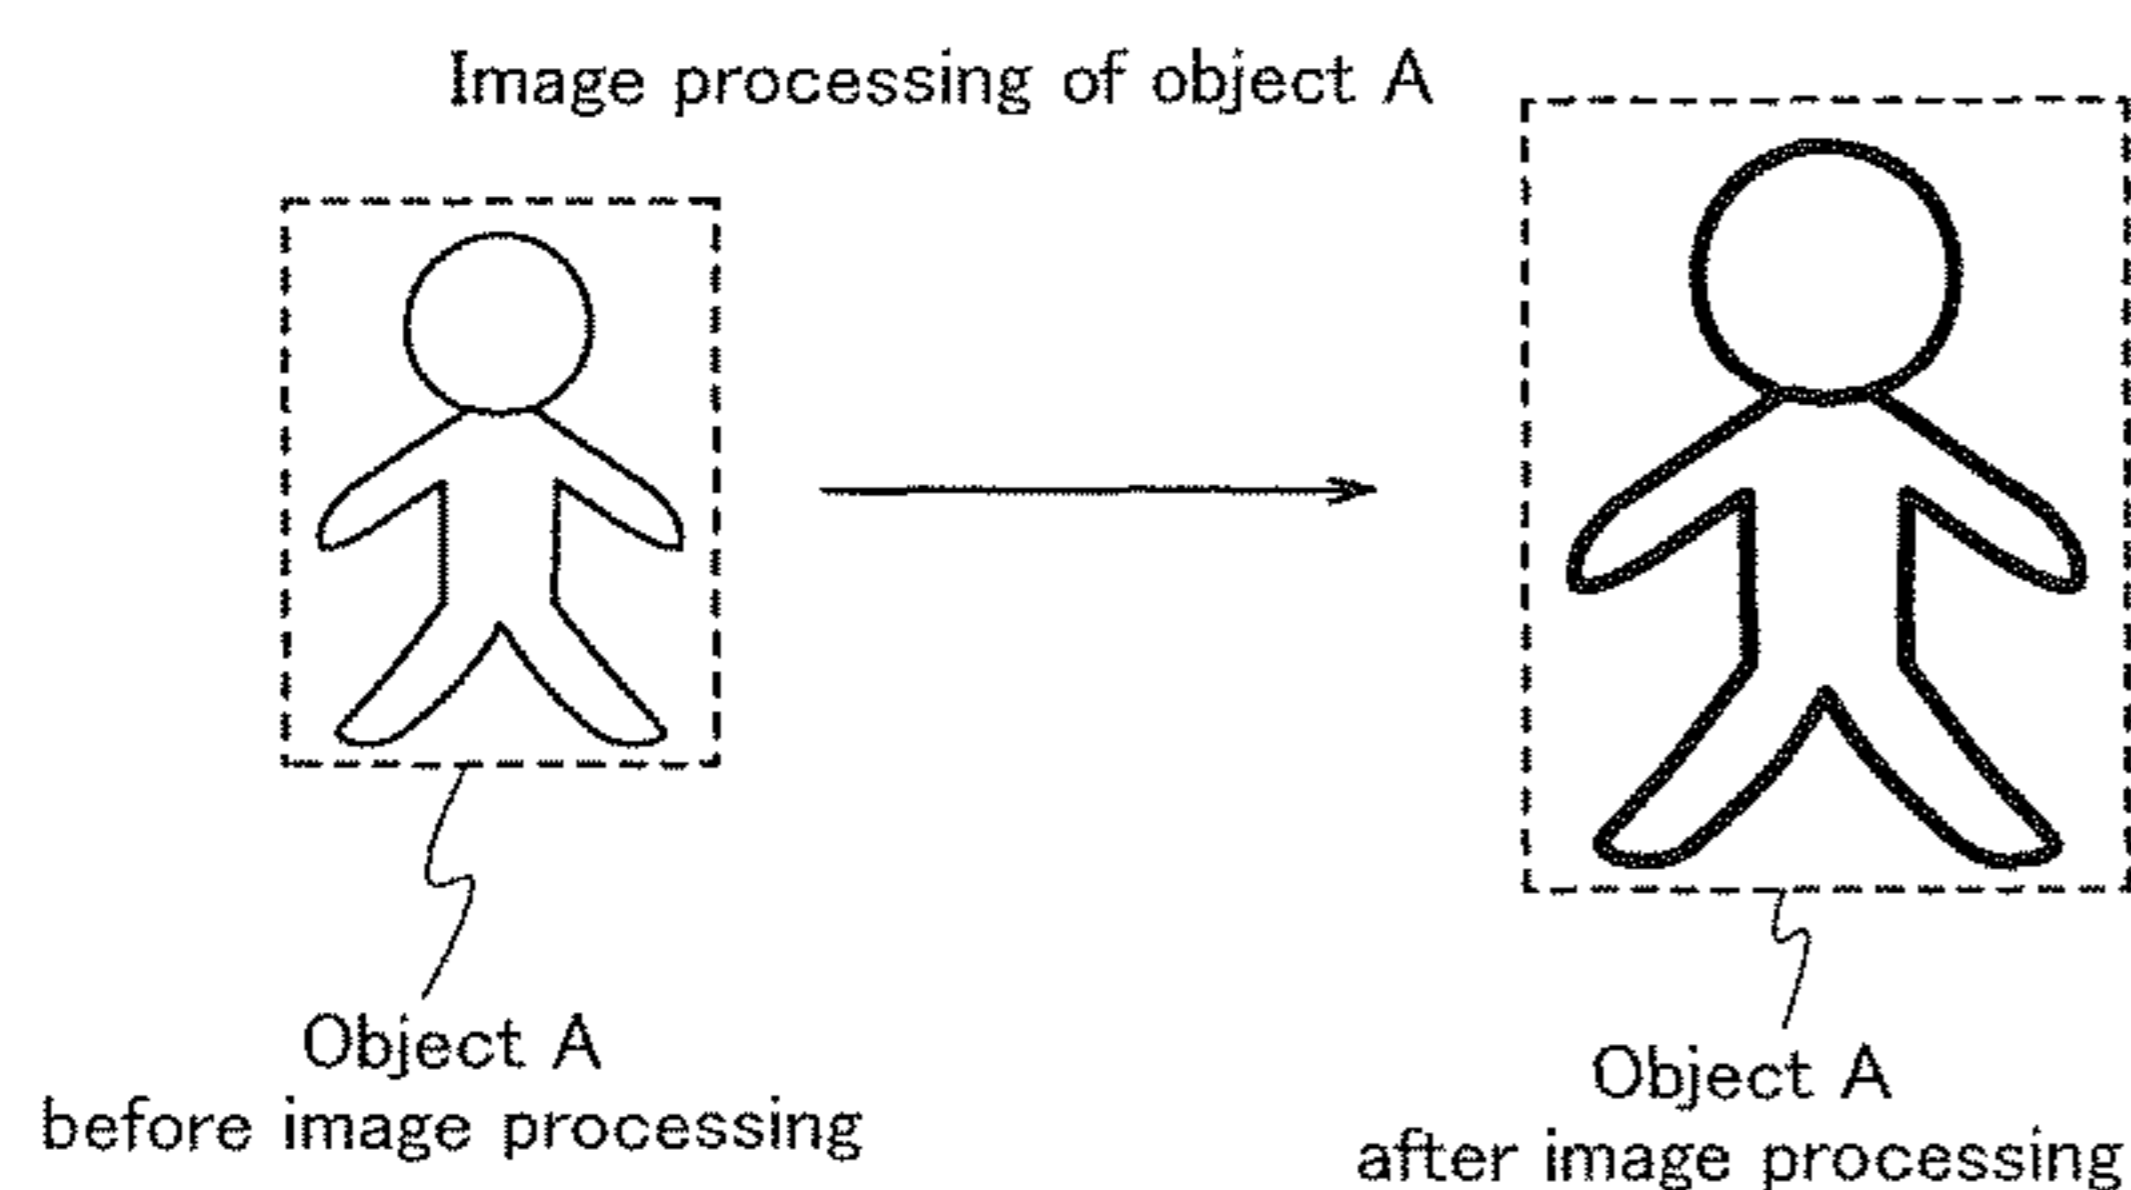 Image processing of object A
Object A
before image processing
Object A
after image processing